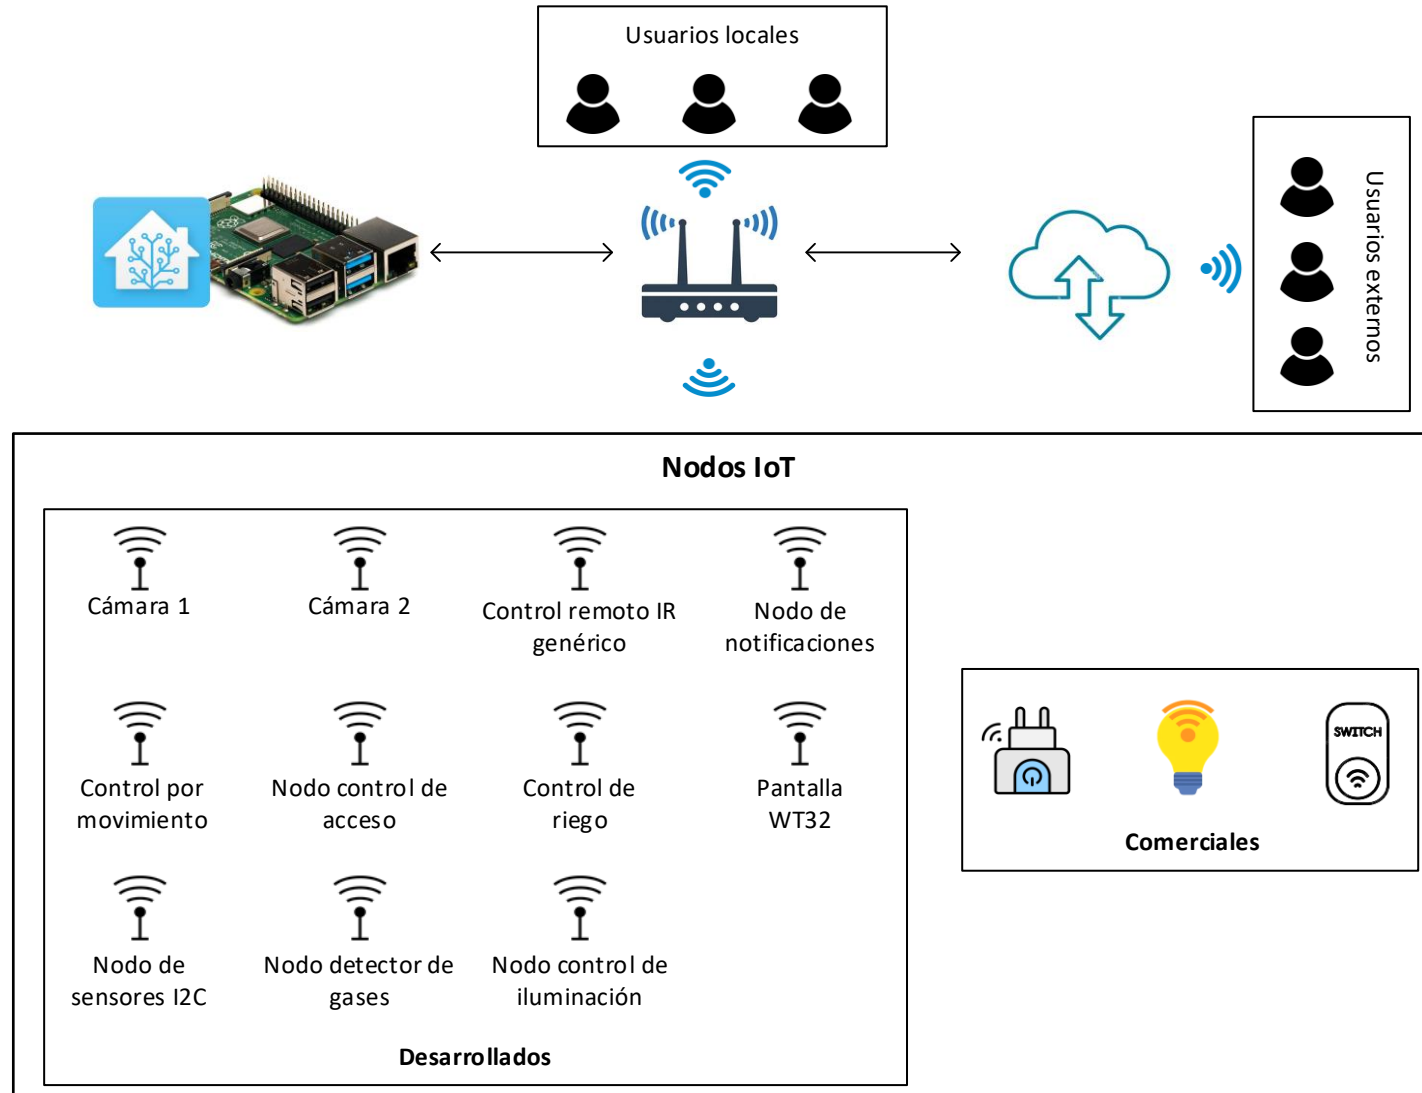 Usuarios locales
Usuarios externos
Nodos IoT
Cámara 1
Cámara 2
Control remoto IR
genérico
Nodo de
notificaciones
Control por
movimiento
Nodo control de
acceso
Control de
riego
Pantalla
WT32
SWITCH
Comerciales
Nodo de
sensores I2C
Nodo detector de
gases
Nodo control de
iluminación
Desarrollados